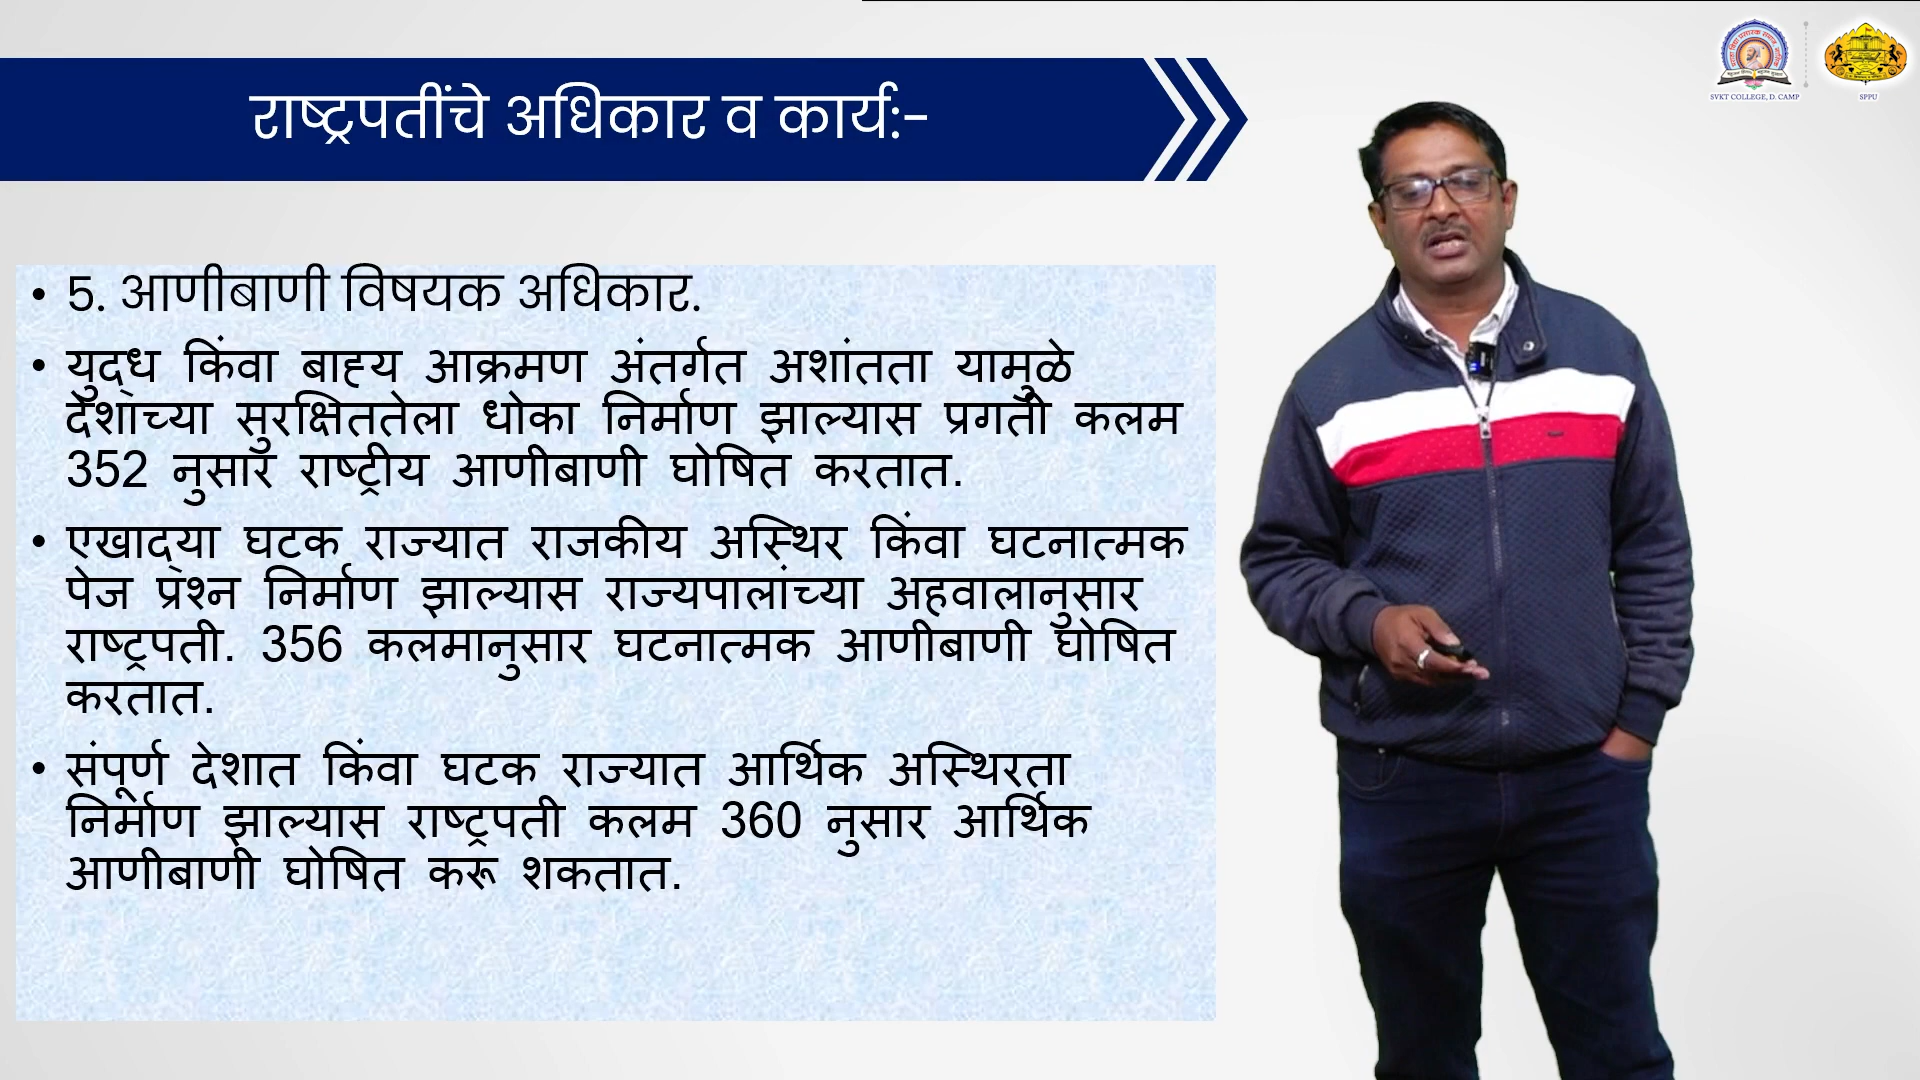 राष्ट्रपतींचे अधिकार व कार्य:-
SVKT COLLEGE, D. CAMP
SPPU
• 5. आणीबाणी विषयक अधिकार.
• युद्ध किंवा बाह्य आक्रमण अंतर्गत अशांतता यामुळे
देशाच्या सुरक्षिततेला धोका निर्माण झाल्यास प्रगती कलम
352 नुसार राष्ट्रीय आणीबाणी घोषित करतात.
• एखाद्या घटक राज्यात राजकीय अस्थिर किंवा घटनात्मक
पेज प्रश्न निर्माण झाल्यास राज्यपालांच्या अहवालानुसार
राष्ट्रपती. 356 कलमानुसार घटनात्मक आणीबाणी घोषित
करतात.
• संपूर्ण देशात किंवा घटक राज्यात आर्थिक अस्थिरता
निर्माण झाल्यास राष्ट्रपती कलम 360 नुसार आर्थिक
आणीबाणी घोषित करू शकतात.